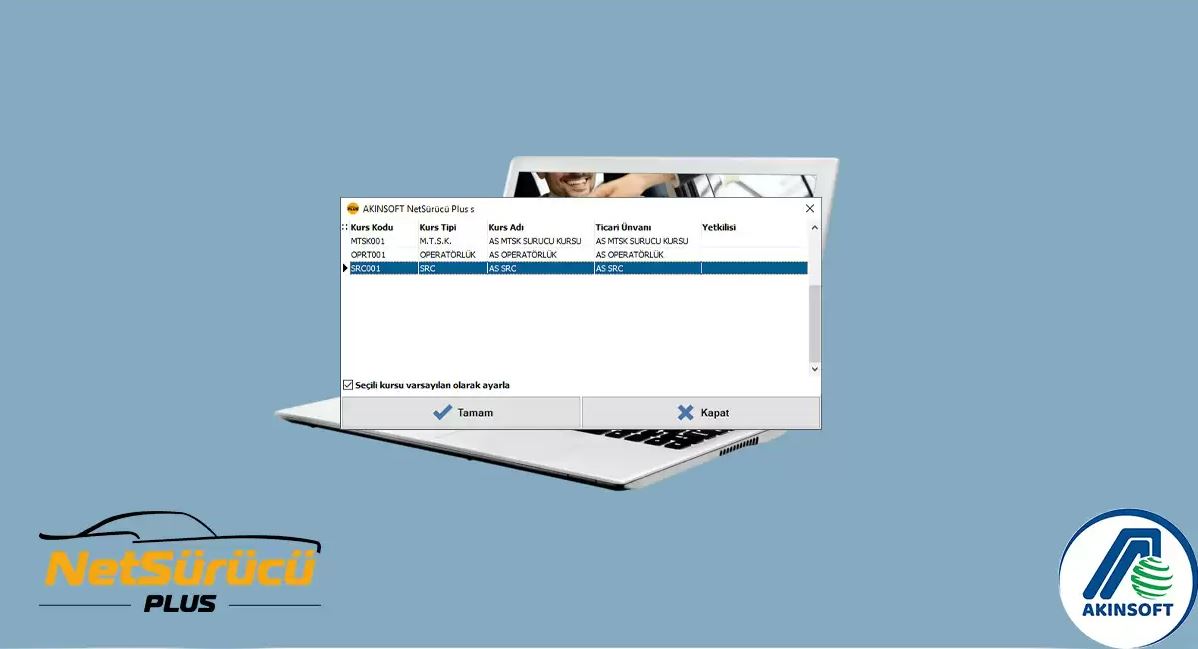 AKINSOFT NetSürücü Plus s
Kurs Kodu Kurs Tipi Kurs Adı Ticari Ünvanı Yetkilisi
MTSK001 M.T.S.K. AS MTSK SURUCU KURSU AS MTSK SURUCU KURSU
OPRT001 OPERATÖRLÜK AS OPERATÖRLÜK AS OPERATÖRLÜK
SRC001 SRC AS SRC AS SRC
Seçili kursu varsayılan olarak ayarla
Tamam Kapat
NetSürücü
PLUS
AKINSOFT